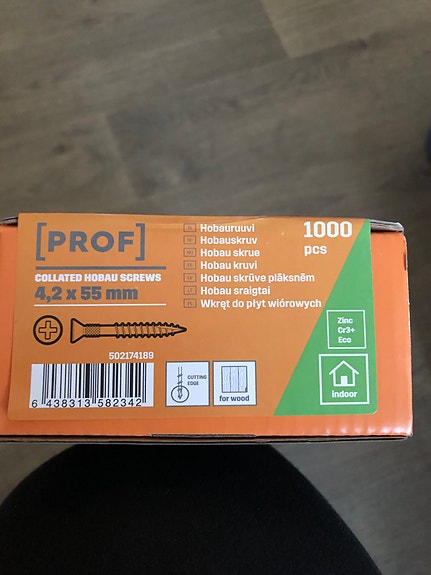 [PROF]
COLLATED HOBAU SCREWS
4,2 x 55 mm
502174189
6 438313 582342
Hobauruuvi
Hobauskruv
Hobau skrue
Hobau kruvi
Hobau skrūve plāksnēm
Hobau sraigtai
Wkręt do płyt wiórowych
1000
pcs
CUTTING
EDGE
for wood
Zinc
Cr3+
Eco
indoor